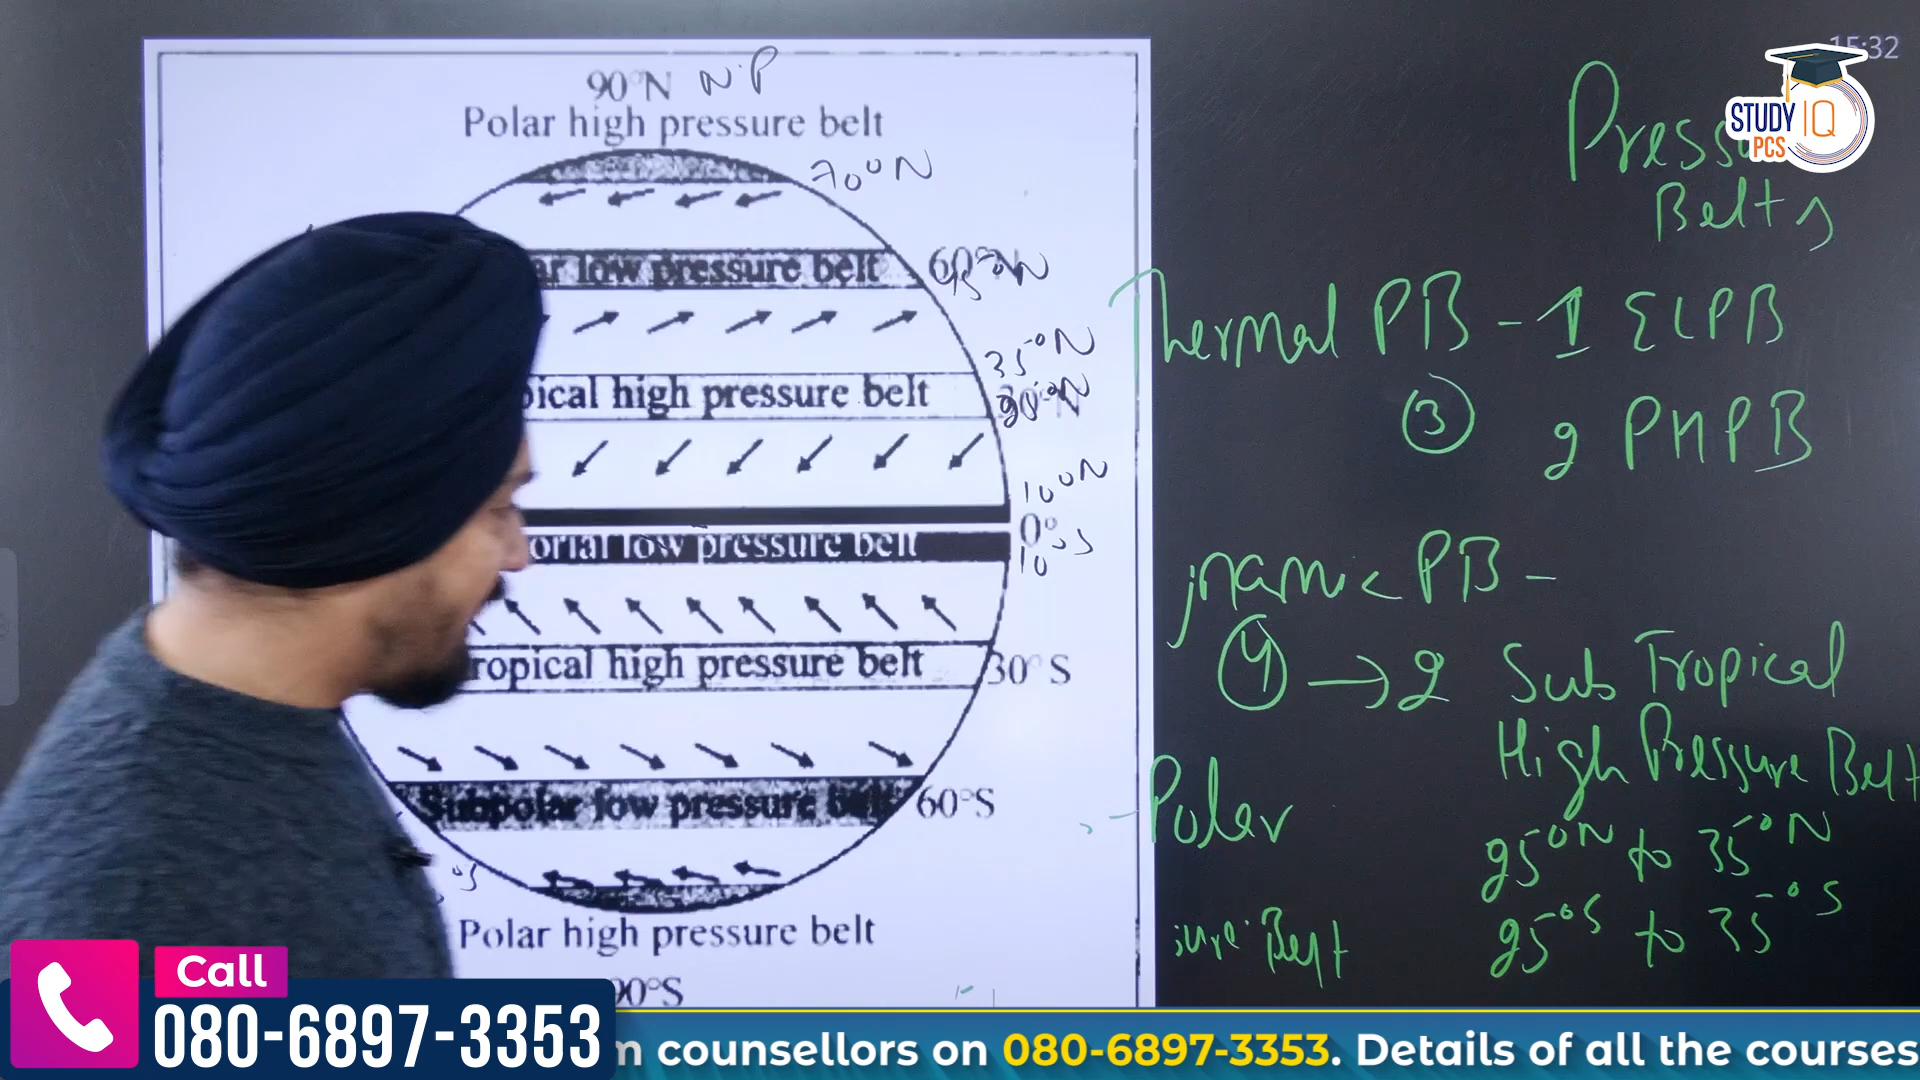 15:32
STUDY IQ
PCS
Pressu
Belts
90°N N.P
Polar high pressure belt
70°N
ar low pressure belt
35°N
pical high pressure belt
10°N
0°
10°S
orial low pressure belt
ropical high pressure belt
30°S
Subpolar low pressure belt
60°S
Polar high pressure belt
90°S
Thermal PB - 1 ELPB
3
2 PHPB
ynamic PB -
4 → 2 Sub Tropical
High Pressure Belt
25°N to 35°N
25°S to 35°S
Polar
sure Belt
Call
080-6897-3353
m counsellors on 080-6897-3353. Details of all the courses